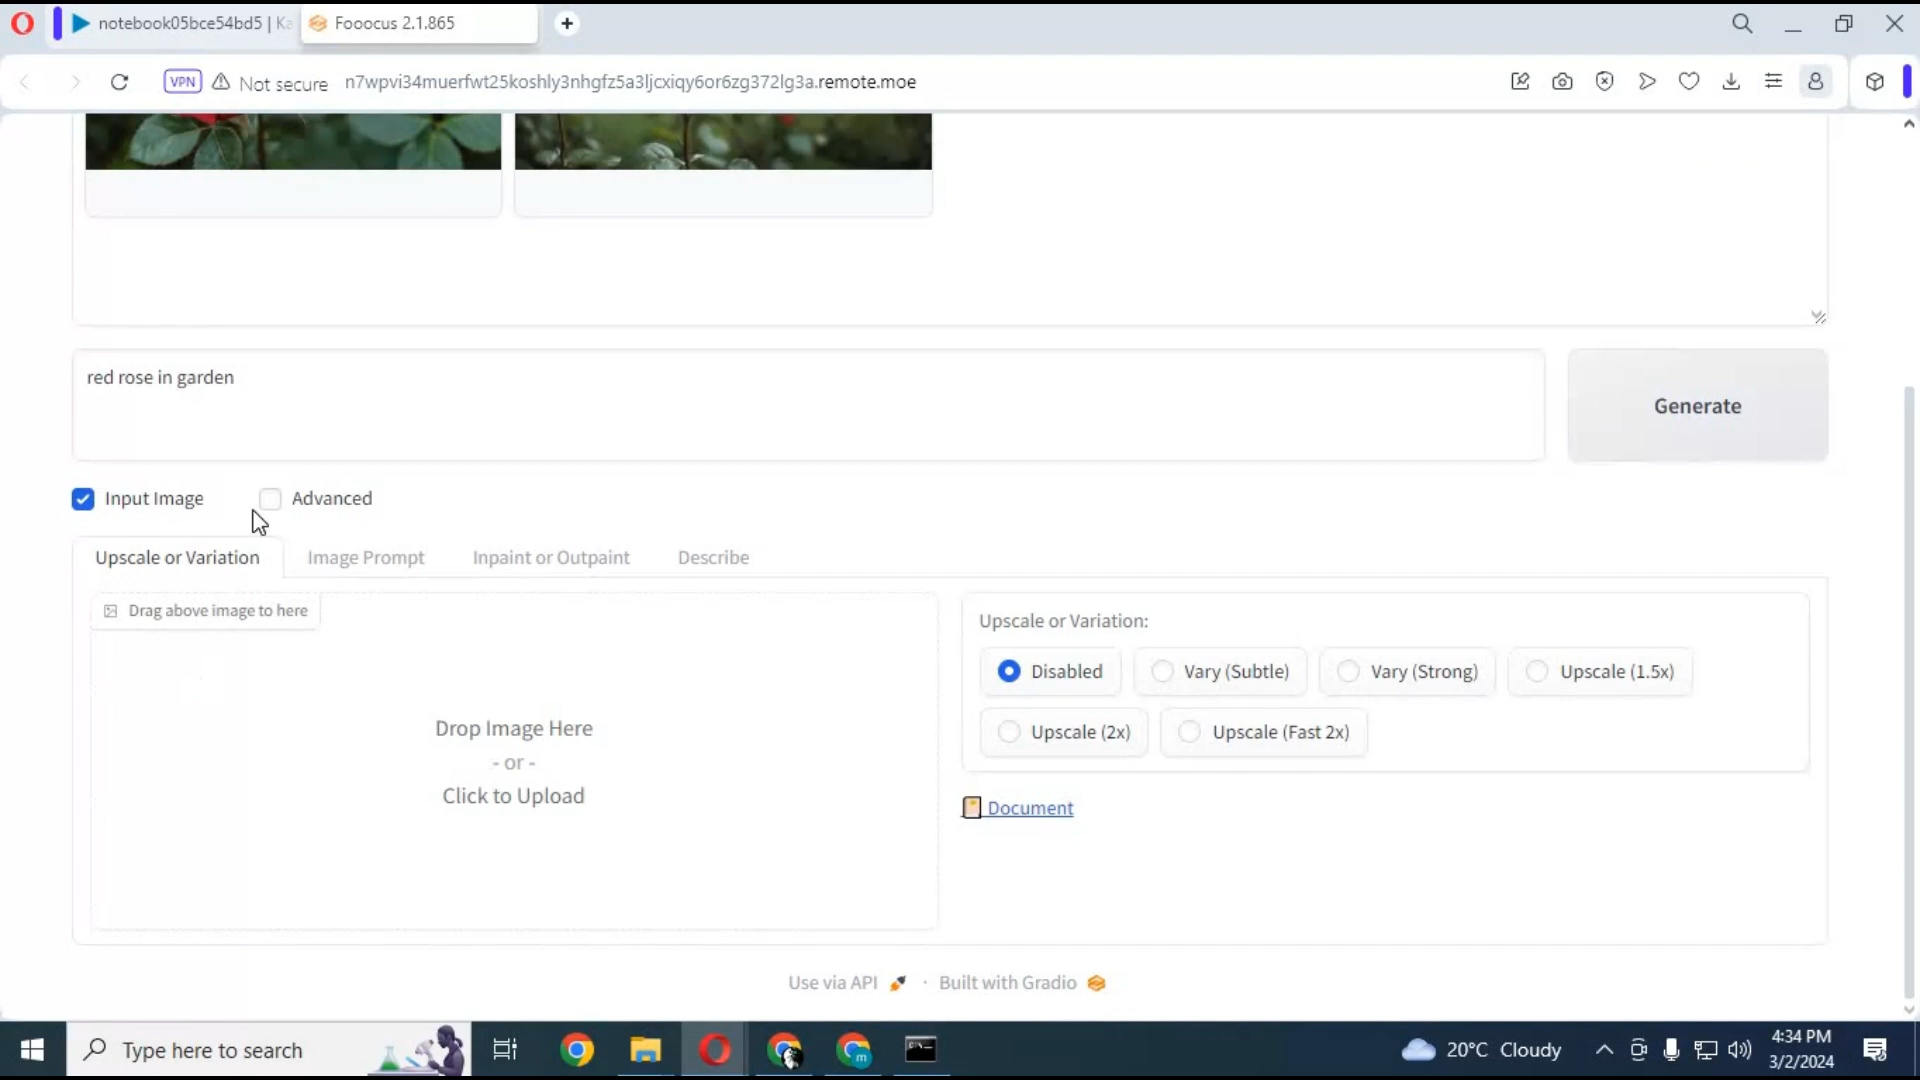 notebook05bce54bd5 | Ka
Fooocus 2.1.865
VPN
Not secure
n7wpvi34muerfwt25koshly3nhgfz5a3ljcxiqy6or6zg372lg3a.remote.moe
red rose in garden
Generate
Input Image
Advanced
Upscale or Variation
Image Prompt
Inpaint or Outpaint
Describe
Drag above image to here
Drop Image Here
- or -
Click to Upload
Upscale or Variation:
Disabled
Vary (Subtle)
Vary (Strong)
Upscale (1.5x)
Upscale (2x)
Upscale (Fast 2x)
Document
Use via API · Built with Gradio
Type here to search
m
20°C Cloudy
4:34 PM
3/2/2024